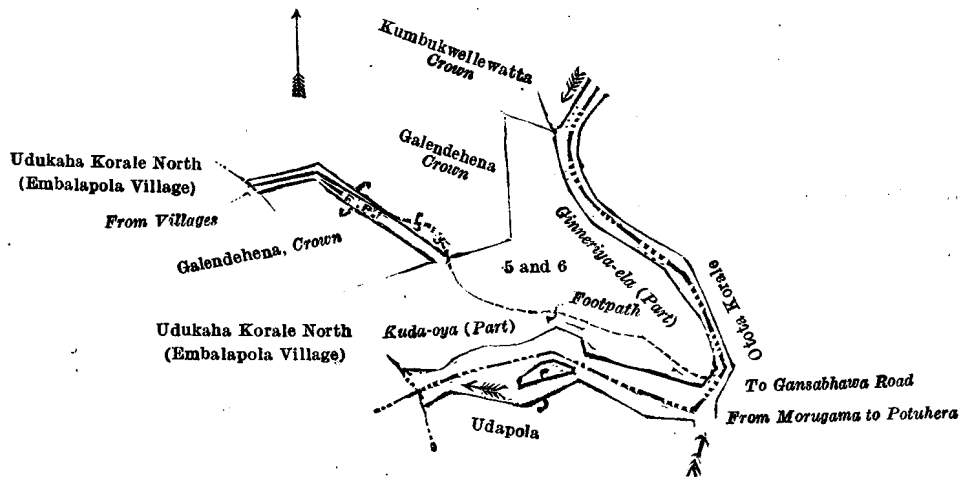 Kumbukwellewatta
Crown
Galendehena
Crown
Udukaha Korale North
(Embalapola Village)
From Villages
Galendehena, Crown
5 and 6
Ginneriya-ela (Part)
Footpath
Otota Korale
Udukaha Korale North
(Embalapola Village)
Kuda-oya (Part)
To Gansabhawa Road
From Morugama to Potuhera
Udapola